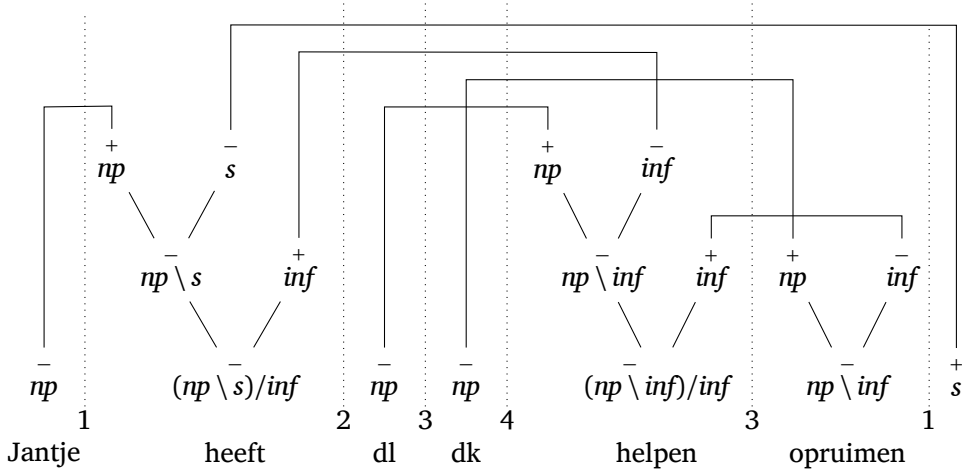 + − + −
np s np inf
− + − + + −
np \ s inf np \ inf inf np inf
− − − − − − +
np (np \ s)/inf np np (np \ inf)/inf np \ inf s
1 2 3 4 3 1
Jantje heeft dl dk helpen opruimen